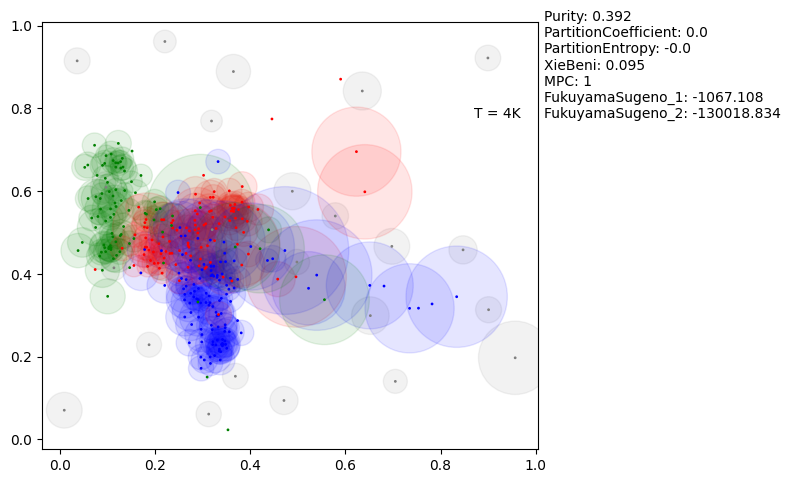 Purity: 0.392
PartitionCoefficient: 0.0
PartitionEntropy: -0.0
XieBeni: 0.095
MPC: 1
FukuyamaSugeno_1: -1067.108
FukuyamaSugeno_2: -130018.834
T = 4K
1.0
0.8
0.6
0.4
0.2
0.0
0.0 0.2 0.4 0.6 0.8 1.0